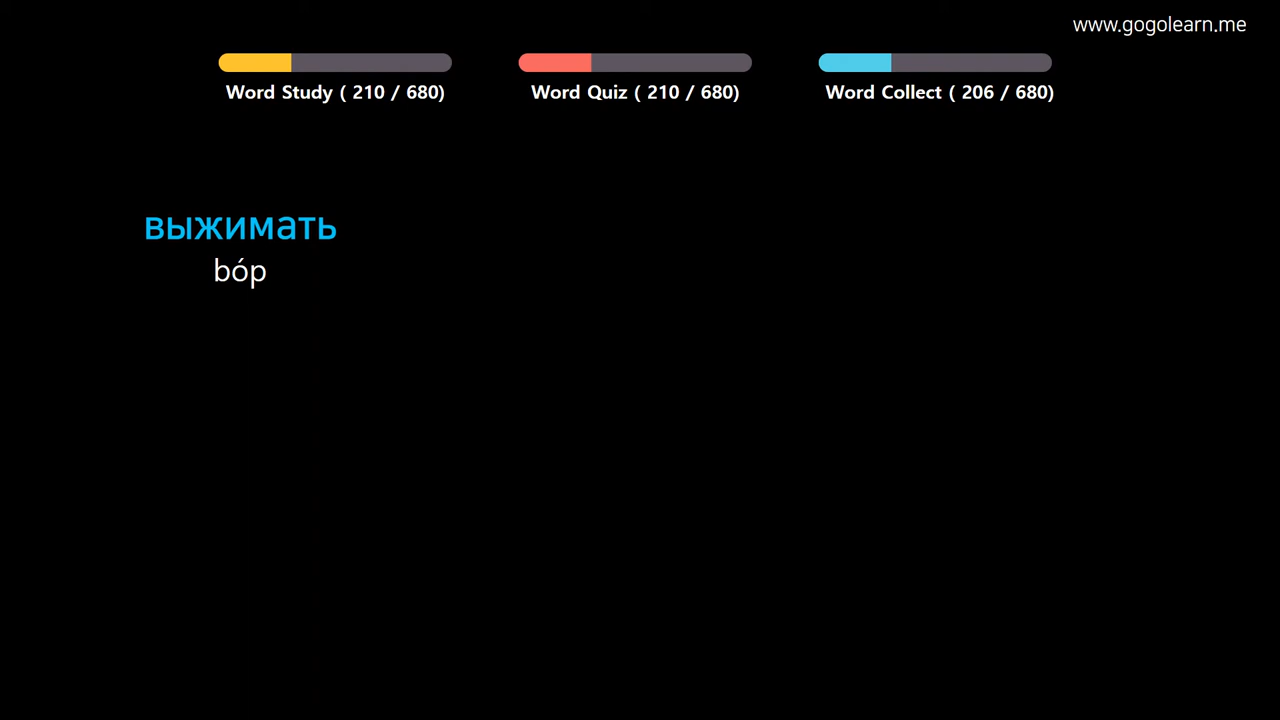 www.gogolearn.me
Word Study ( 210 / 680)
Word Quiz ( 210 / 680)
Word Collect ( 206 / 680)
выжимать
bóp